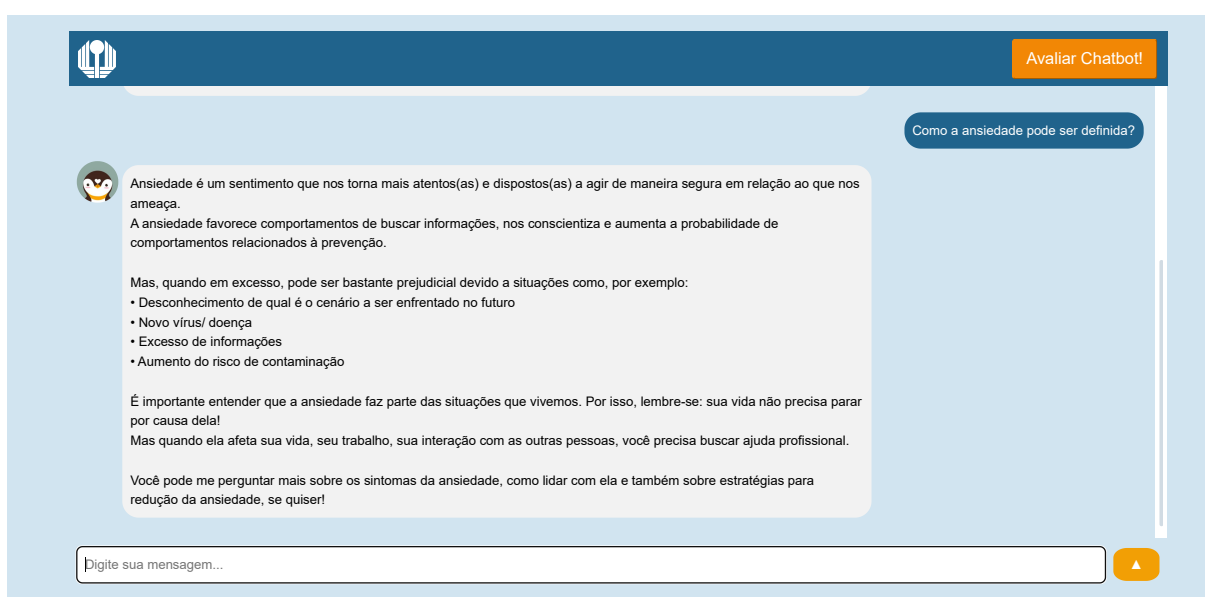 Avaliar Chatbot!
Como a ansiedade pode ser definida?
Ansiedade é um sentimento que nos torna mais atentos(as) e dispostos(as) a agir de maneira segura em relação ao que nos
ameaça.
A ansiedade favorece comportamentos de buscar informações, nos conscientiza e aumenta a probabilidade de
comportamentos relacionados à prevenção.
Mas, quando em excesso, pode ser bastante prejudicial devido a situações como, por exemplo:
• Desconhecimento de qual é o cenário a ser enfrentado no futuro
• Novo vírus/ doença
• Excesso de informações
• Aumento do risco de contaminação
É importante entender que a ansiedade faz parte das situações que vivemos. Por isso, lembre-se: sua vida não precisa parar
por causa dela!
Mas quando ela afeta sua vida, seu trabalho, sua interação com as outras pessoas, você precisa buscar ajuda profissional.
Você pode me perguntar mais sobre os sintomas da ansiedade, como lidar com ela e também sobre estratégias para
redução da ansiedade, se quiser!
Digite sua mensagem...